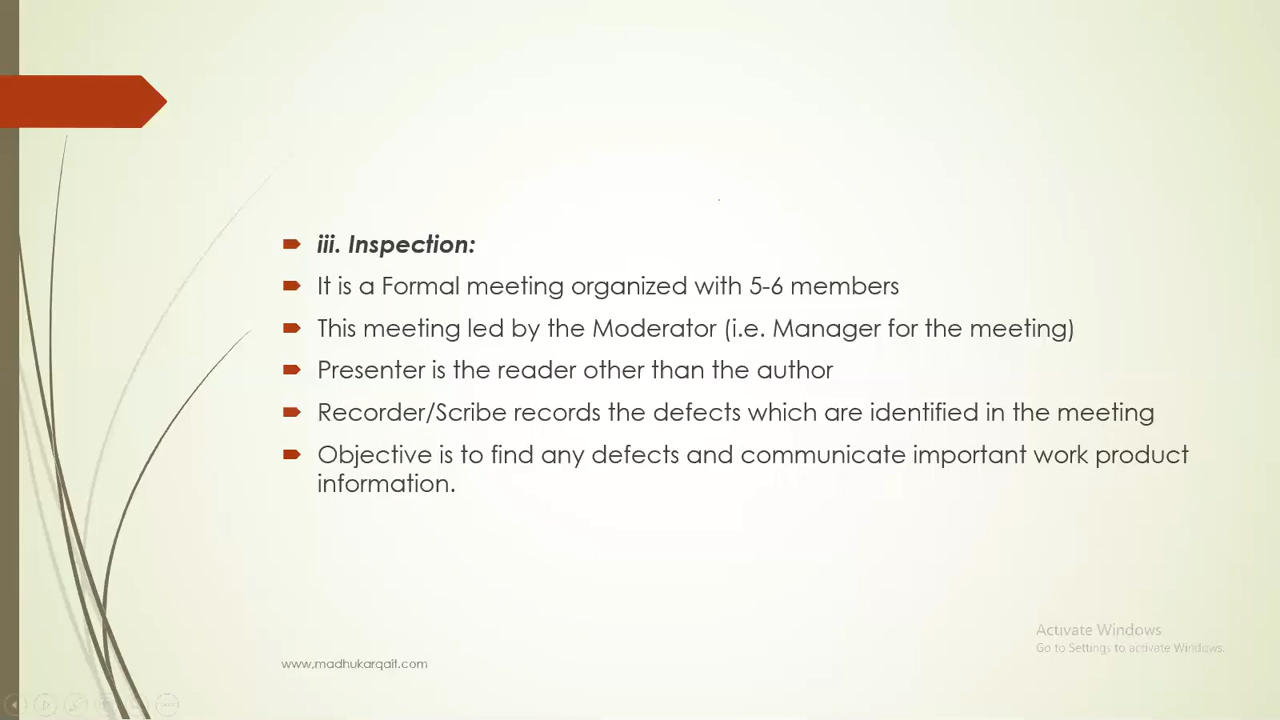 iii. Inspection:
It is a Formal meeting organized with 5-6 members
This meeting led by the Moderator (i.e. Manager for the meeting)
Presenter is the reader other than the author
Recorder/Scribe records the defects which are identified in the meeting
Objective is to find any defects and communicate important work product
information.
Activate Windows
Go to Settings to activate Windows.
www.madhukarqait.com